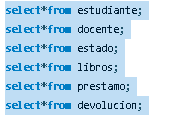 select*from estudiante;
select*from docente;
select*from estado;
select*from libros;
select*from prestamo;
select*from devolucion;